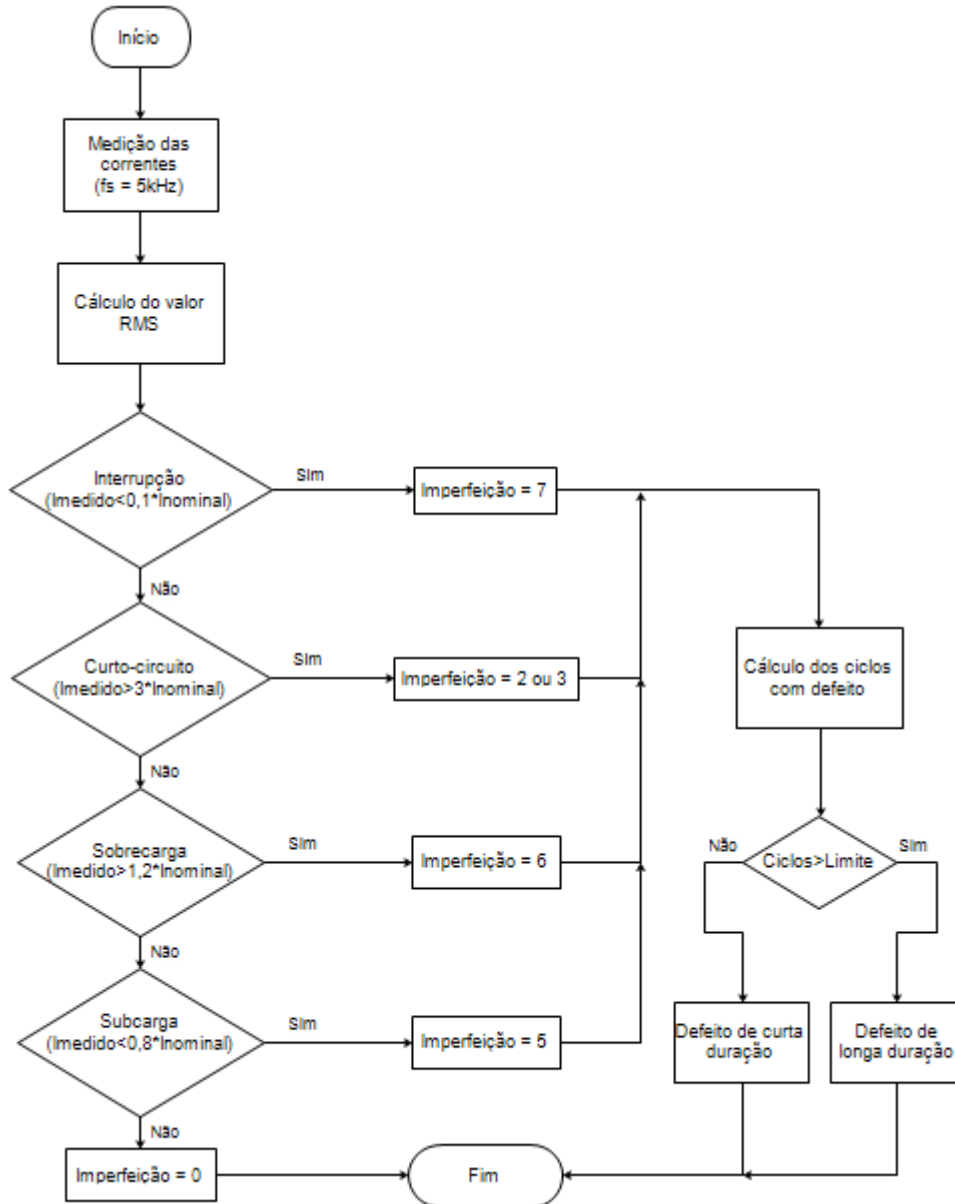 Início
Medição das
correntes
(fs = 5kHz)
Cálculo do valor
RMS
Interrupção
(Imedido<0,1*Inominal)
Sim
Imperfeição = 7
Não
Curto-circuito
(Imedido>3*Inominal)
Sim
Imperfeição = 2 ou 3
Cálculo dos ciclos
com defeito
Não
Sobrecarga
(Imedido>1,2*Inominal)
Sim
Imperfeição = 6
Não
Ciclos>Limite
Sim
Não
Subcarga
(Imedido<0,8*Inominal)
Sim
Imperfeição = 5
Defeito de curta
duração
Defeito de
longa duração
Não
Imperfeição = 0
Fim